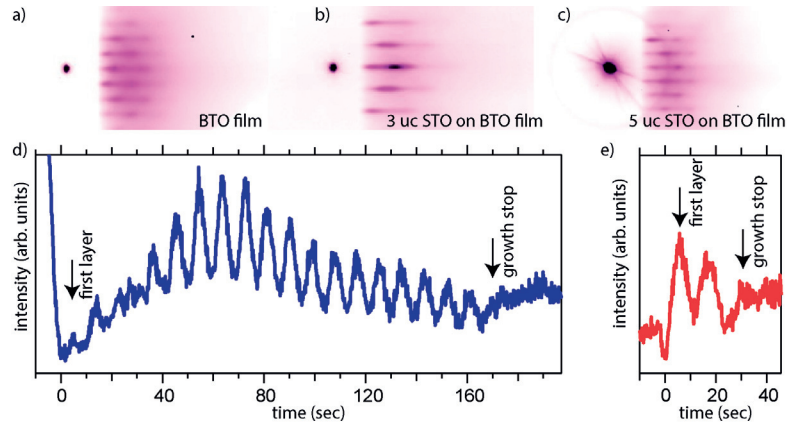 a)
b)
c)
BTO film
3 uc STO on BTO film
5 uc STO on BTO film
d)
e)
intensity (arb. units)
first layer
growth stop
0
40
80
120
160
time (sec)
intensity (arb. units)
first layer
growth stop
0
20
40
time (sec)